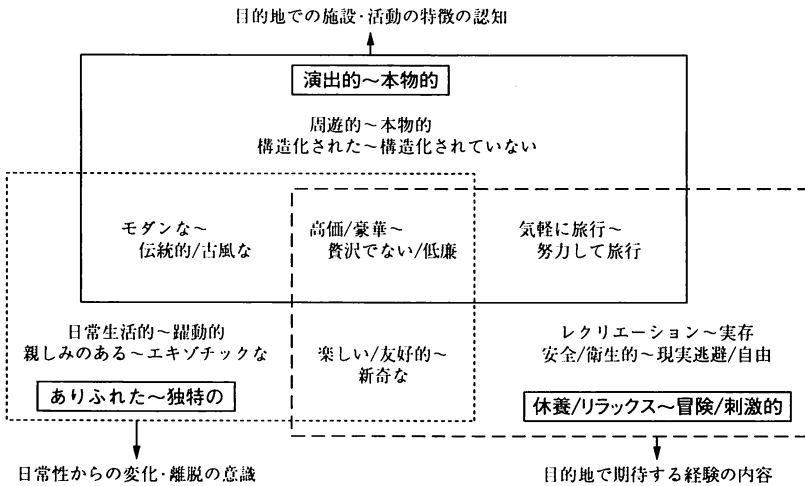 目的地での施設・活動の特徴の認知
演出的～本物的
周遊的～本物的
構造化された～構造化されていない
モダンな～
伝統的/古風な
高価/豪華～
贅沢でない/低廉
気軽に旅行～
努力して旅行
日常生活的～躍動的
親しみのある～エキゾチックな
楽しい/友好的～
新奇な
レクリエーション～実存
安全/衛生的～現実逃避/自由
ありふれた～独特の
休養/リラックス～冒険/刺激的
日常性からの変化・離脱の意識
目的地で期待する経験の内容